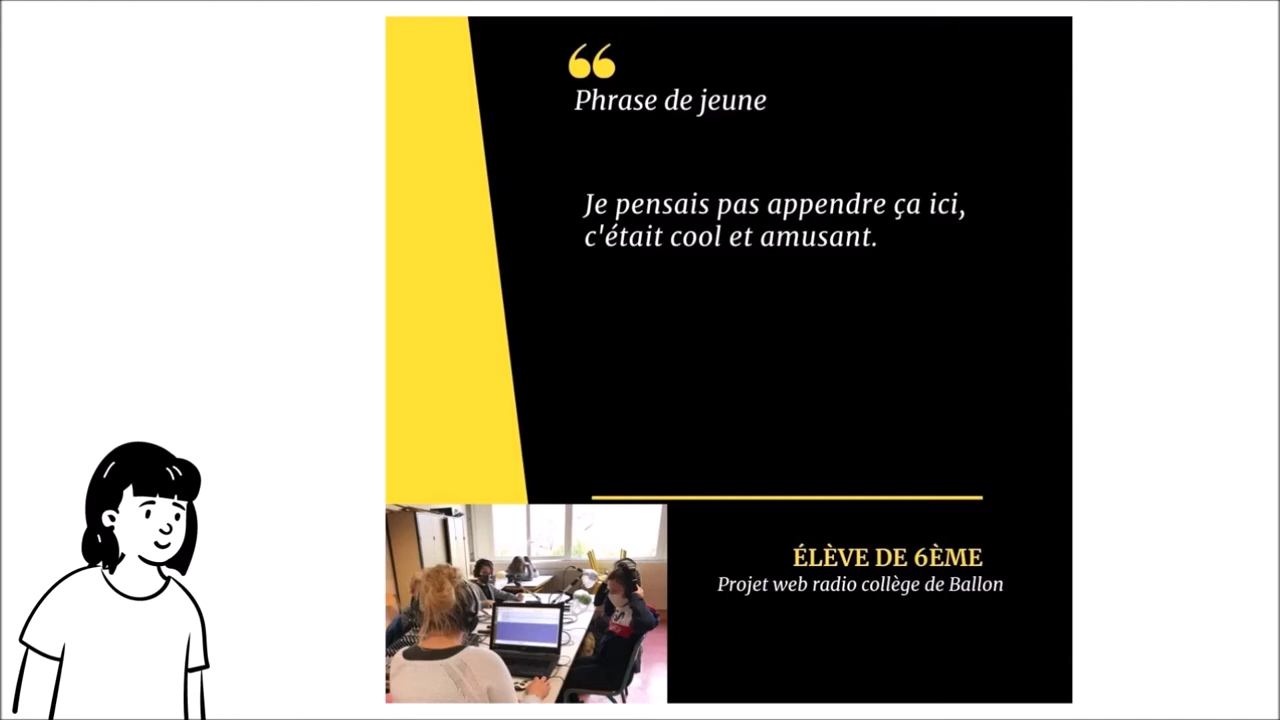 Phrase de jeune
Je pensais pas appendre ça ici,
c'était cool et amusant.
ÉLÈVE DE 6ÈME
Projet web radio collège de Ballon